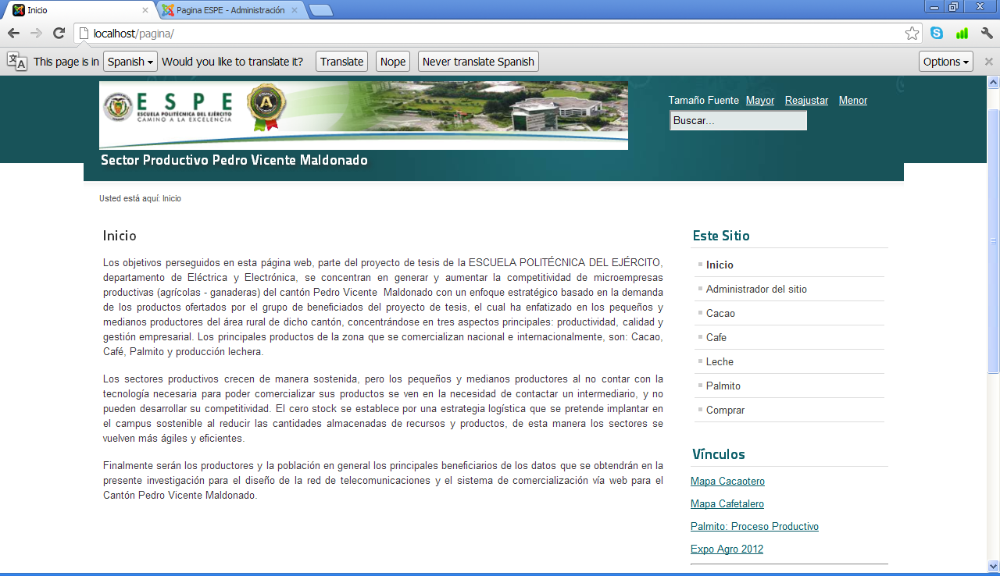 Inicio
Pagina ESPE - Administración
localhost/pagina/
This page is in Spanish Would you like to translate it? Translate Nope Never translate Spanish Options
ESPE
ESCUELA POLITÉCNICA DEL EJÉRCITO
CAMINO A LA EXCELENCIA
A
Tamaño Fuente Mayor Reajustar Menor
Buscar...
Sector Productivo Pedro Vicente Maldonado
Usted está aquí: Inicio
Inicio
Los objetivos perseguidos en esta página web, parte del proyecto de tesis de la ESCUELA POLITÉCNICA DEL EJÉRCITO,
departamento de Eléctrica y Electrónica, se concentran en generar y aumentar la competitividad de microempresas
productivas (agrícolas - ganaderas) del cantón Pedro Vicente Maldonado con un enfoque estratégico basado en la demanda
de los productos ofertados por el grupo de beneficiados del proyecto de tesis, el cual ha enfatizado en los pequeños y
medianos productores del área rural de dicho cantón, concentrándose en tres aspectos principales: productividad, calidad y
gestión empresarial. Los principales productos de la zona que se comercializan nacional e internacionalmente, son: Cacao,
Café, Palmito y producción lechera.
Los sectores productivos crecen de manera sostenida, pero los pequeños y medianos productores al no contar con la
tecnología necesaria para poder comercializar sus productos se ven en la necesidad de contactar un intermediario, y no
pueden desarrollar su competitividad. El cero stock se establece por una estrategia logística que se pretende implantar en
el campus sostenible al reducir las cantidades almacenadas de recursos y productos, de esta manera los sectores se
vuelven más ágiles y eficientes.
Finalmente serán los productores y la población en general los principales beneficiarios de los datos que se obtendrán en la
presente investigación para el diseño de la red de telecomunicaciones y el sistema de comercialización vía web para el
Cantón Pedro Vicente Maldonado.
Este Sitio
Inicio
Administrador del sitio
Cacao
Cafe
Leche
Palmito
Comprar
Vínculos
Mapa Cacaotero
Mapa Cafetalero
Palmito: Proceso Productivo
Expo Agro 2012